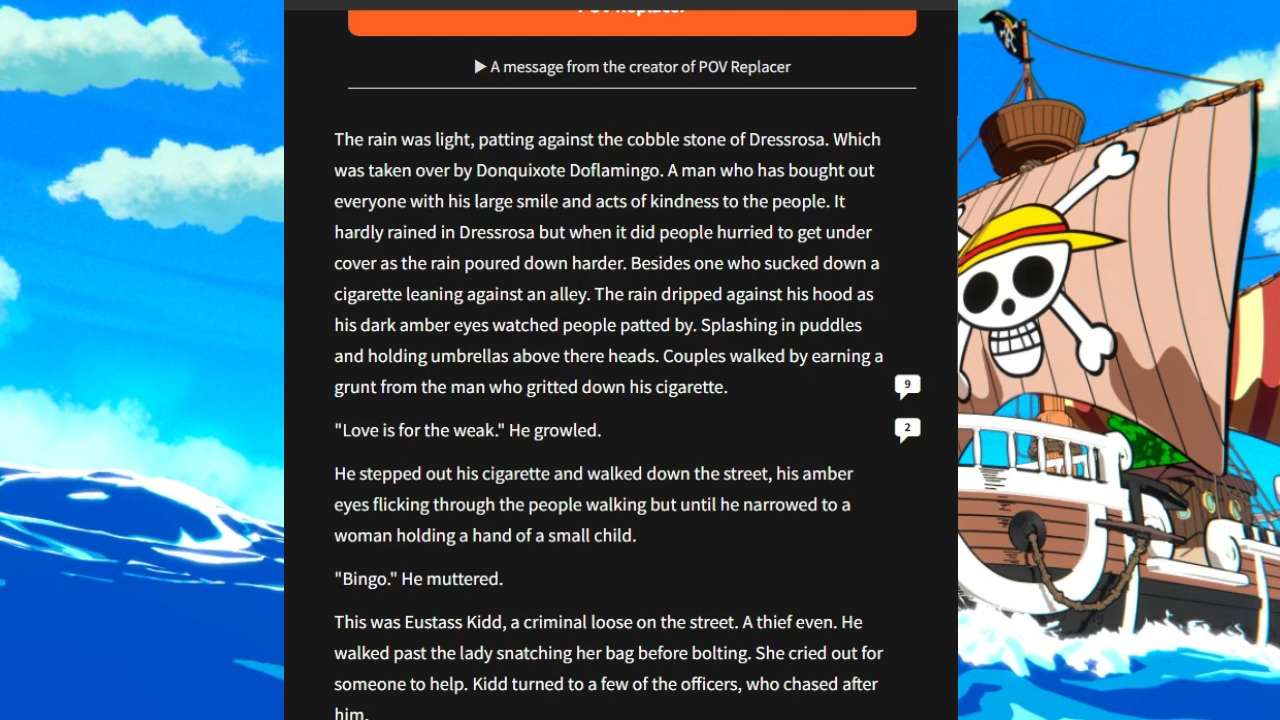 POV Replacer
▶ A message from the creator of POV Replacer
The rain was light, patting against the cobble stone of Dressrosa. Which
was taken over by Donquixote Doflamingo. A man who has bought out
everyone with his large smile and acts of kindness to the people. It
hardly rained in Dressrosa but when it did people hurried to get under
cover as the rain poured down harder. Besides one who sucked down a
cigarette leaning against an alley. The rain dripped against his hood as
his dark amber eyes watched people patted by. Splashing in puddles
and holding umbrellas above there heads. Couples walked by earning a
grunt from the man who gritted down his cigarette.
9
"Love is for the weak." He growled.
2
He stepped out his cigarette and walked down the street, his amber
eyes flicking through the people walking but until he narrowed to a
woman holding a hand of a small child.
"Bingo." He muttered.
This was Eustass Kidd, a criminal loose on the street. A thief even. He
walked past the lady snatching her bag before bolting. She cried out for
someone to help. Kidd turned to a few of the officers, who chased after
him.